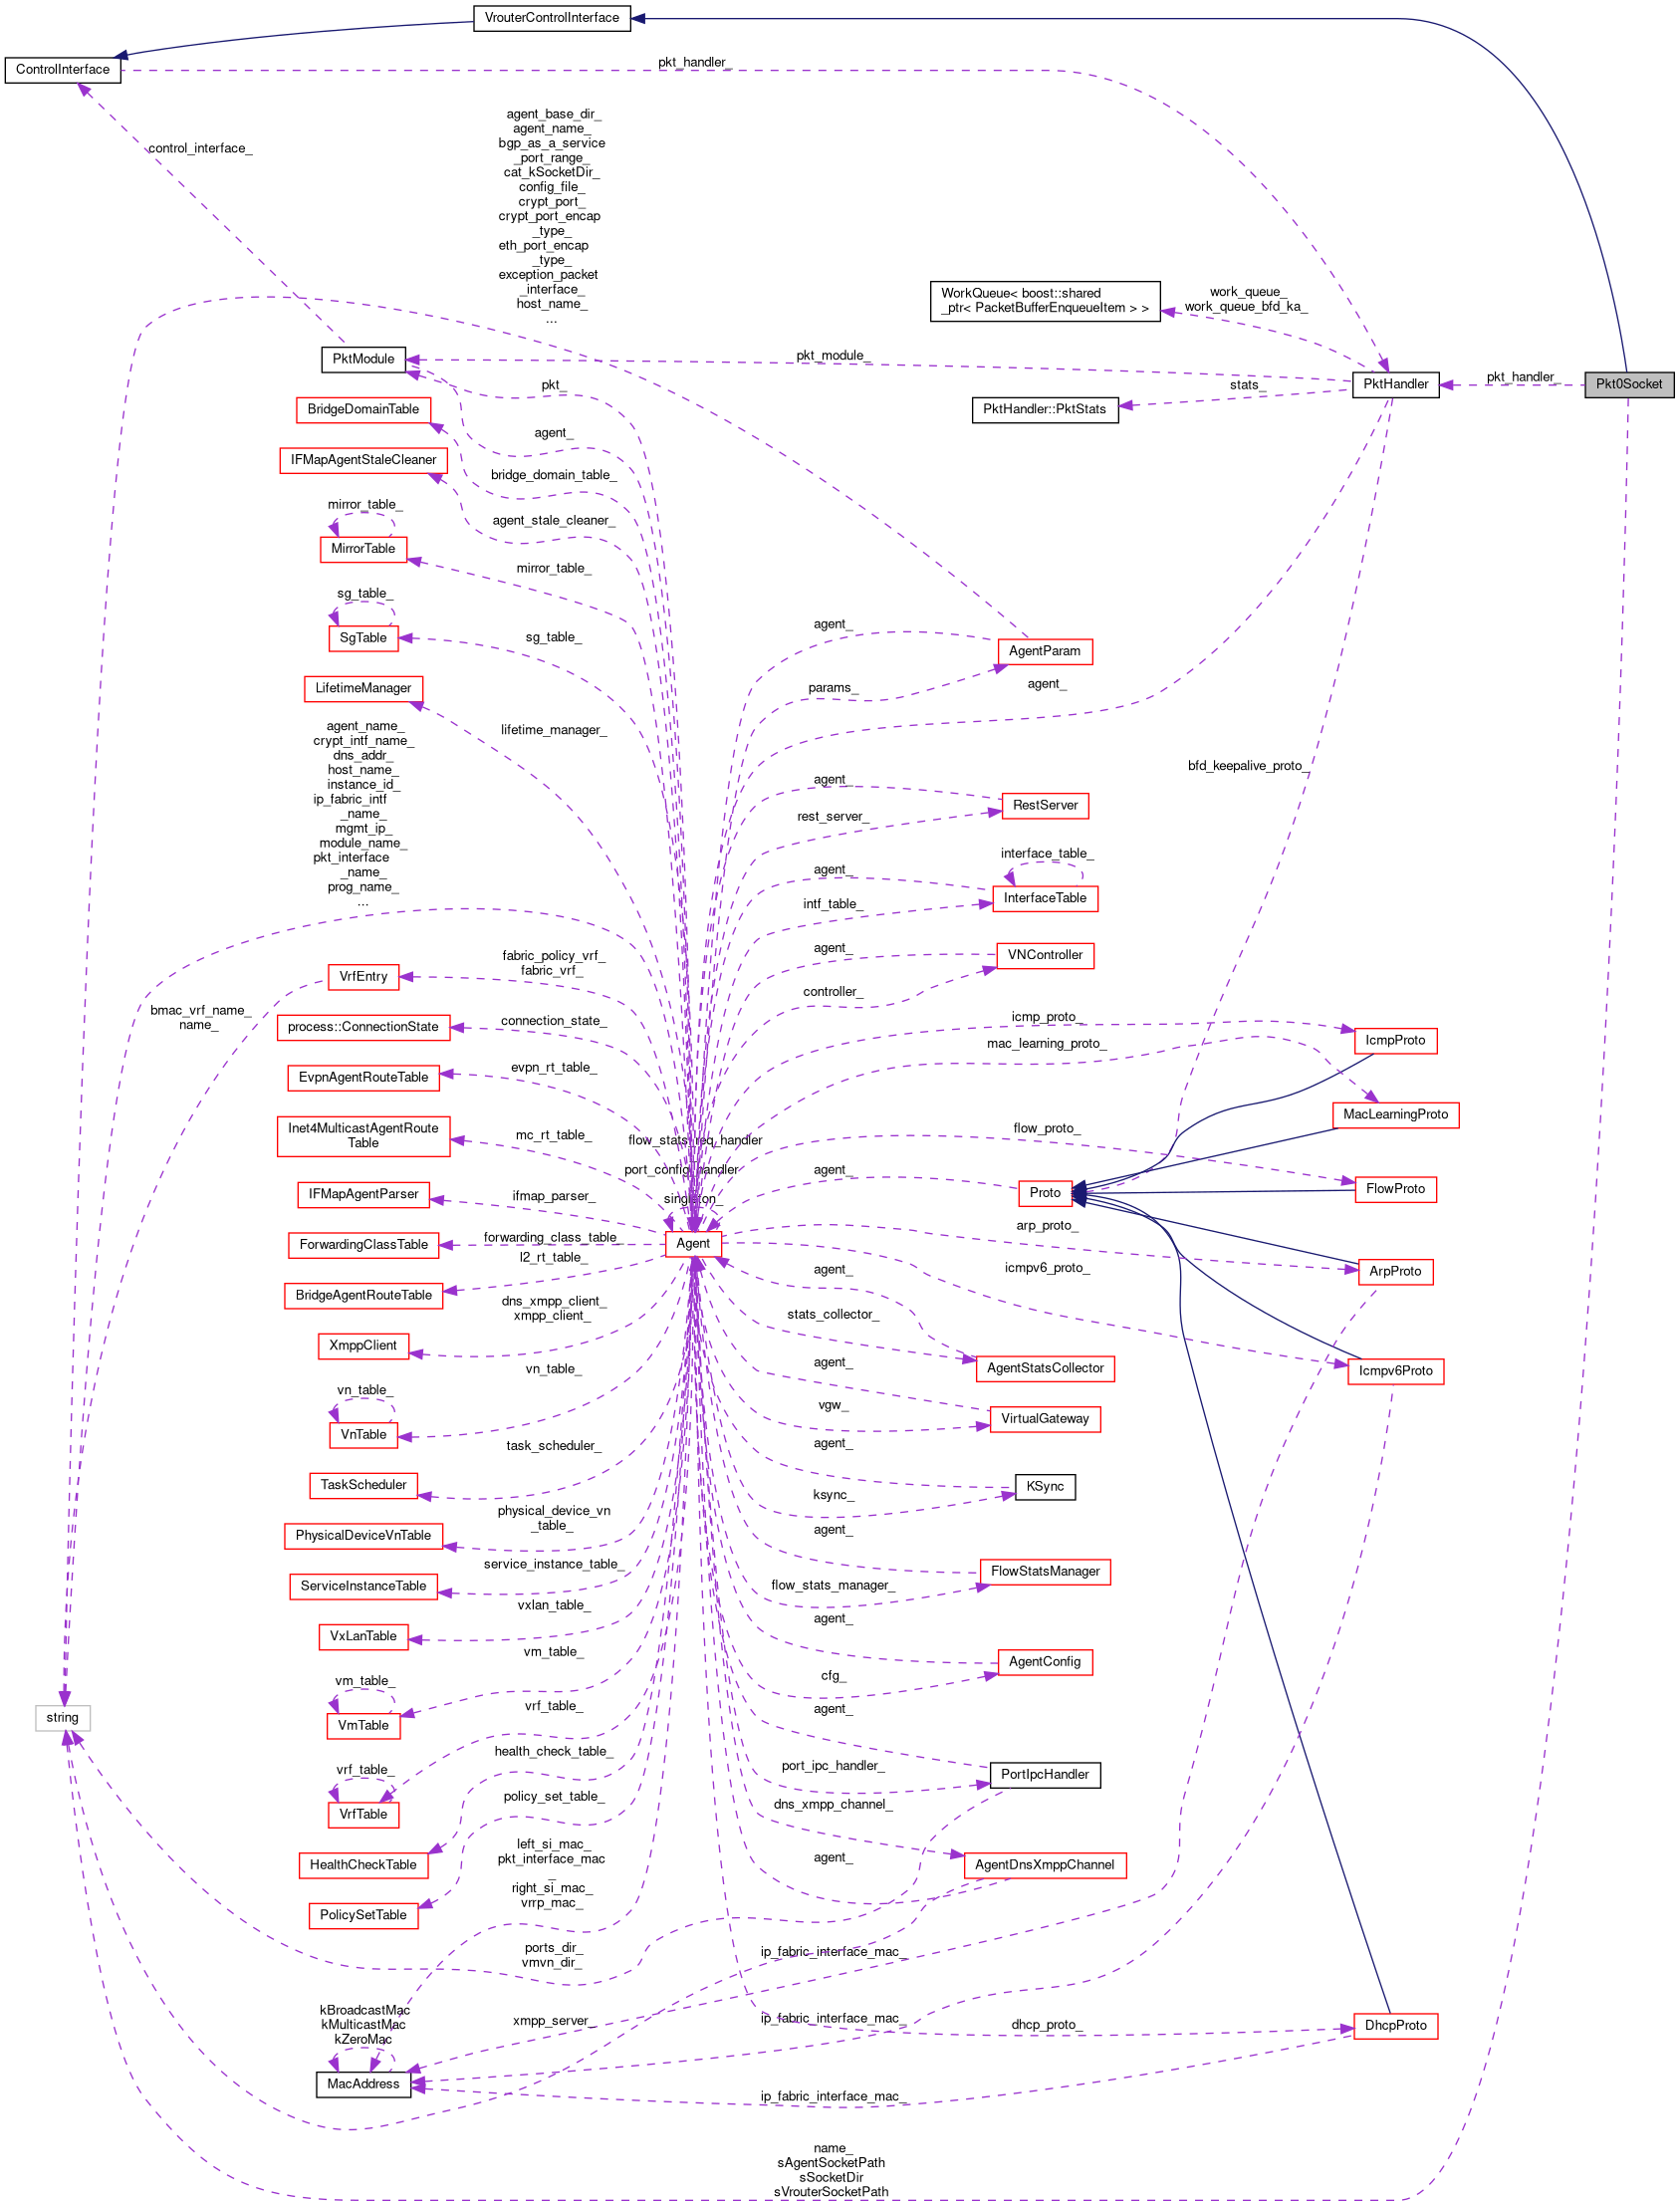 VrouterControlInterface
ControlInterface
pkt_handler_
control_interface_
agent_base_dir_
agent_name_
bgp_as_a_service
_port_range_
cat_kSocketDir_
config_file_
crypt_port_
crypt_port_encap
_type_
eth_port_encap
_type_
exception_packet
_interface_
host_name_
...
WorkQueue< boost::shared
_ptr< PacketBufferEnqueueItem > >
work_queue_
work_queue_bfd_ka_
PktModule
pkt_module_
PktHandler
pkt_handler_
Pkt0Socket
pkt_
stats_
PktHandler::PktStats
BridgeDomainTable
agent_
IFMapAgentStaleCleaner
bridge_domain_table_
mirror_table_
agent_stale_cleaner_
MirrorTable
mirror_table_
sg_table_
SgTable
sg_table_
agent_
AgentParam
LifetimeManager
params_
agent_
lifetime_manager_
agent_name_
crypt_intf_name_
dns_addr_
host_name_
instance_id_
ip_fabric_intf
_name_
mgmt_ip_
module_name_
pkt_interface
_name_
prog_name_
...
bfd_keepalive_proto_
agent_
RestServer
rest_server_
interface_table_
agent_
InterfaceTable
intf_table_
VrfEntry
fabric_policy_vrf_
fabric_vrf_
agent_
VNController
controller_
bmac_vrf_name_
name_
process::ConnectionState
connection_state_
icmp_proto_
IcmpProto
mac_learning_proto_
EvpnAgentRouteTable
evpn_rt_table_
MacLearningProto
Inet4MulticastAgentRoute
Table
mc_rt_table_
flow_stats_req_handler
_
port_config_handler
_
singleton_
flow_proto_
FlowProto
agent_
Proto
IFMapAgentParser
ifmap_parser_
ForwardingClassTable
forwarding_class_table_
Agent
arp_proto_
ArpProto
l2_rt_table_
BridgeAgentRouteTable
agent_
icmpv6_proto_
dns_xmpp_client_
xmpp_client_
XmppClient
stats_collector_
AgentStatsCollector
Icmpv6Proto
vn_table_
vn_table_
VnTable
agent_
vgw_
VirtualGateway
task_scheduler_
TaskScheduler
agent_
ksync_
KSync
physical_device_vn
_table_
PhysicalDeviceVnTable
agent_
service_instance_table_
ServiceInstanceTable
FlowStatsManager
flow_stats_manager_
vxlan_table_
VxLanTable
agent_
vm_table_
vm_table_
VmTable
AgentConfig
cfg_
string
vrf_table_
agent_
vrf_table_
VrfTable
health_check_table_
HealthCheckTable
port_ipc_handler_
PortIpcHandler
policy_set_table_
PolicySetTable
dns_xmpp_channel_
left_si_mac_
pkt_interface_mac
_
right_si_mac_
vrrp_mac_
agent_
AgentDnsXmppChannel
ports_dir_
vmvn_dir_
ip_fabric_interface_mac_
kBroadcastMac
kMulticastMac
kZeroMac
MacAddress
xmpp_server_
ip_fabric_interface_mac_
dhcp_proto_
DhcpProto
ip_fabric_interface_mac_
name_
sAgentSocketPath
sSocketDir
sVrouterSocketPath